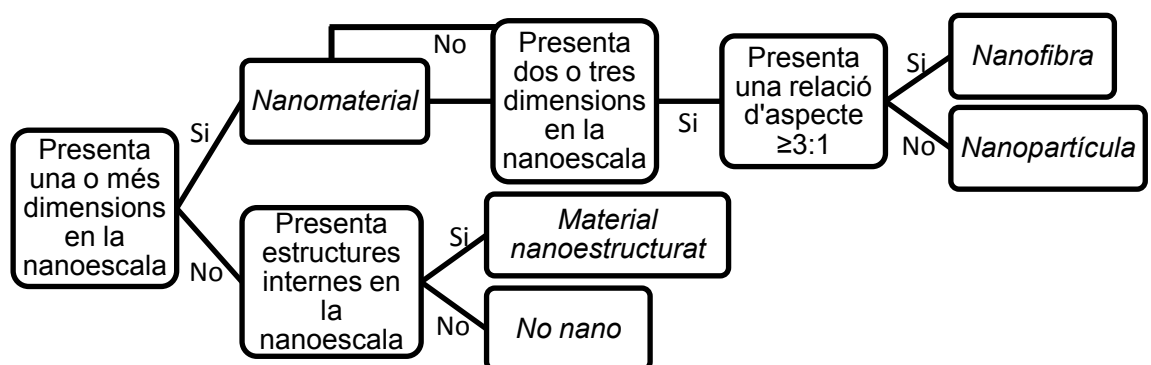 Presenta
una o més
dimensions
en la
nanoescala
Si
No
Nanomaterial
No
Presenta
dos o tres
dimensions
en la
nanoescala
Si
Presenta
una relació
d'aspecte
≥3:1
Si
Nanofibra
No
Nanopartícula
Presenta
estructures
internes en
la
nanoescala
Si
Material
nanoestructurat
No
No nano